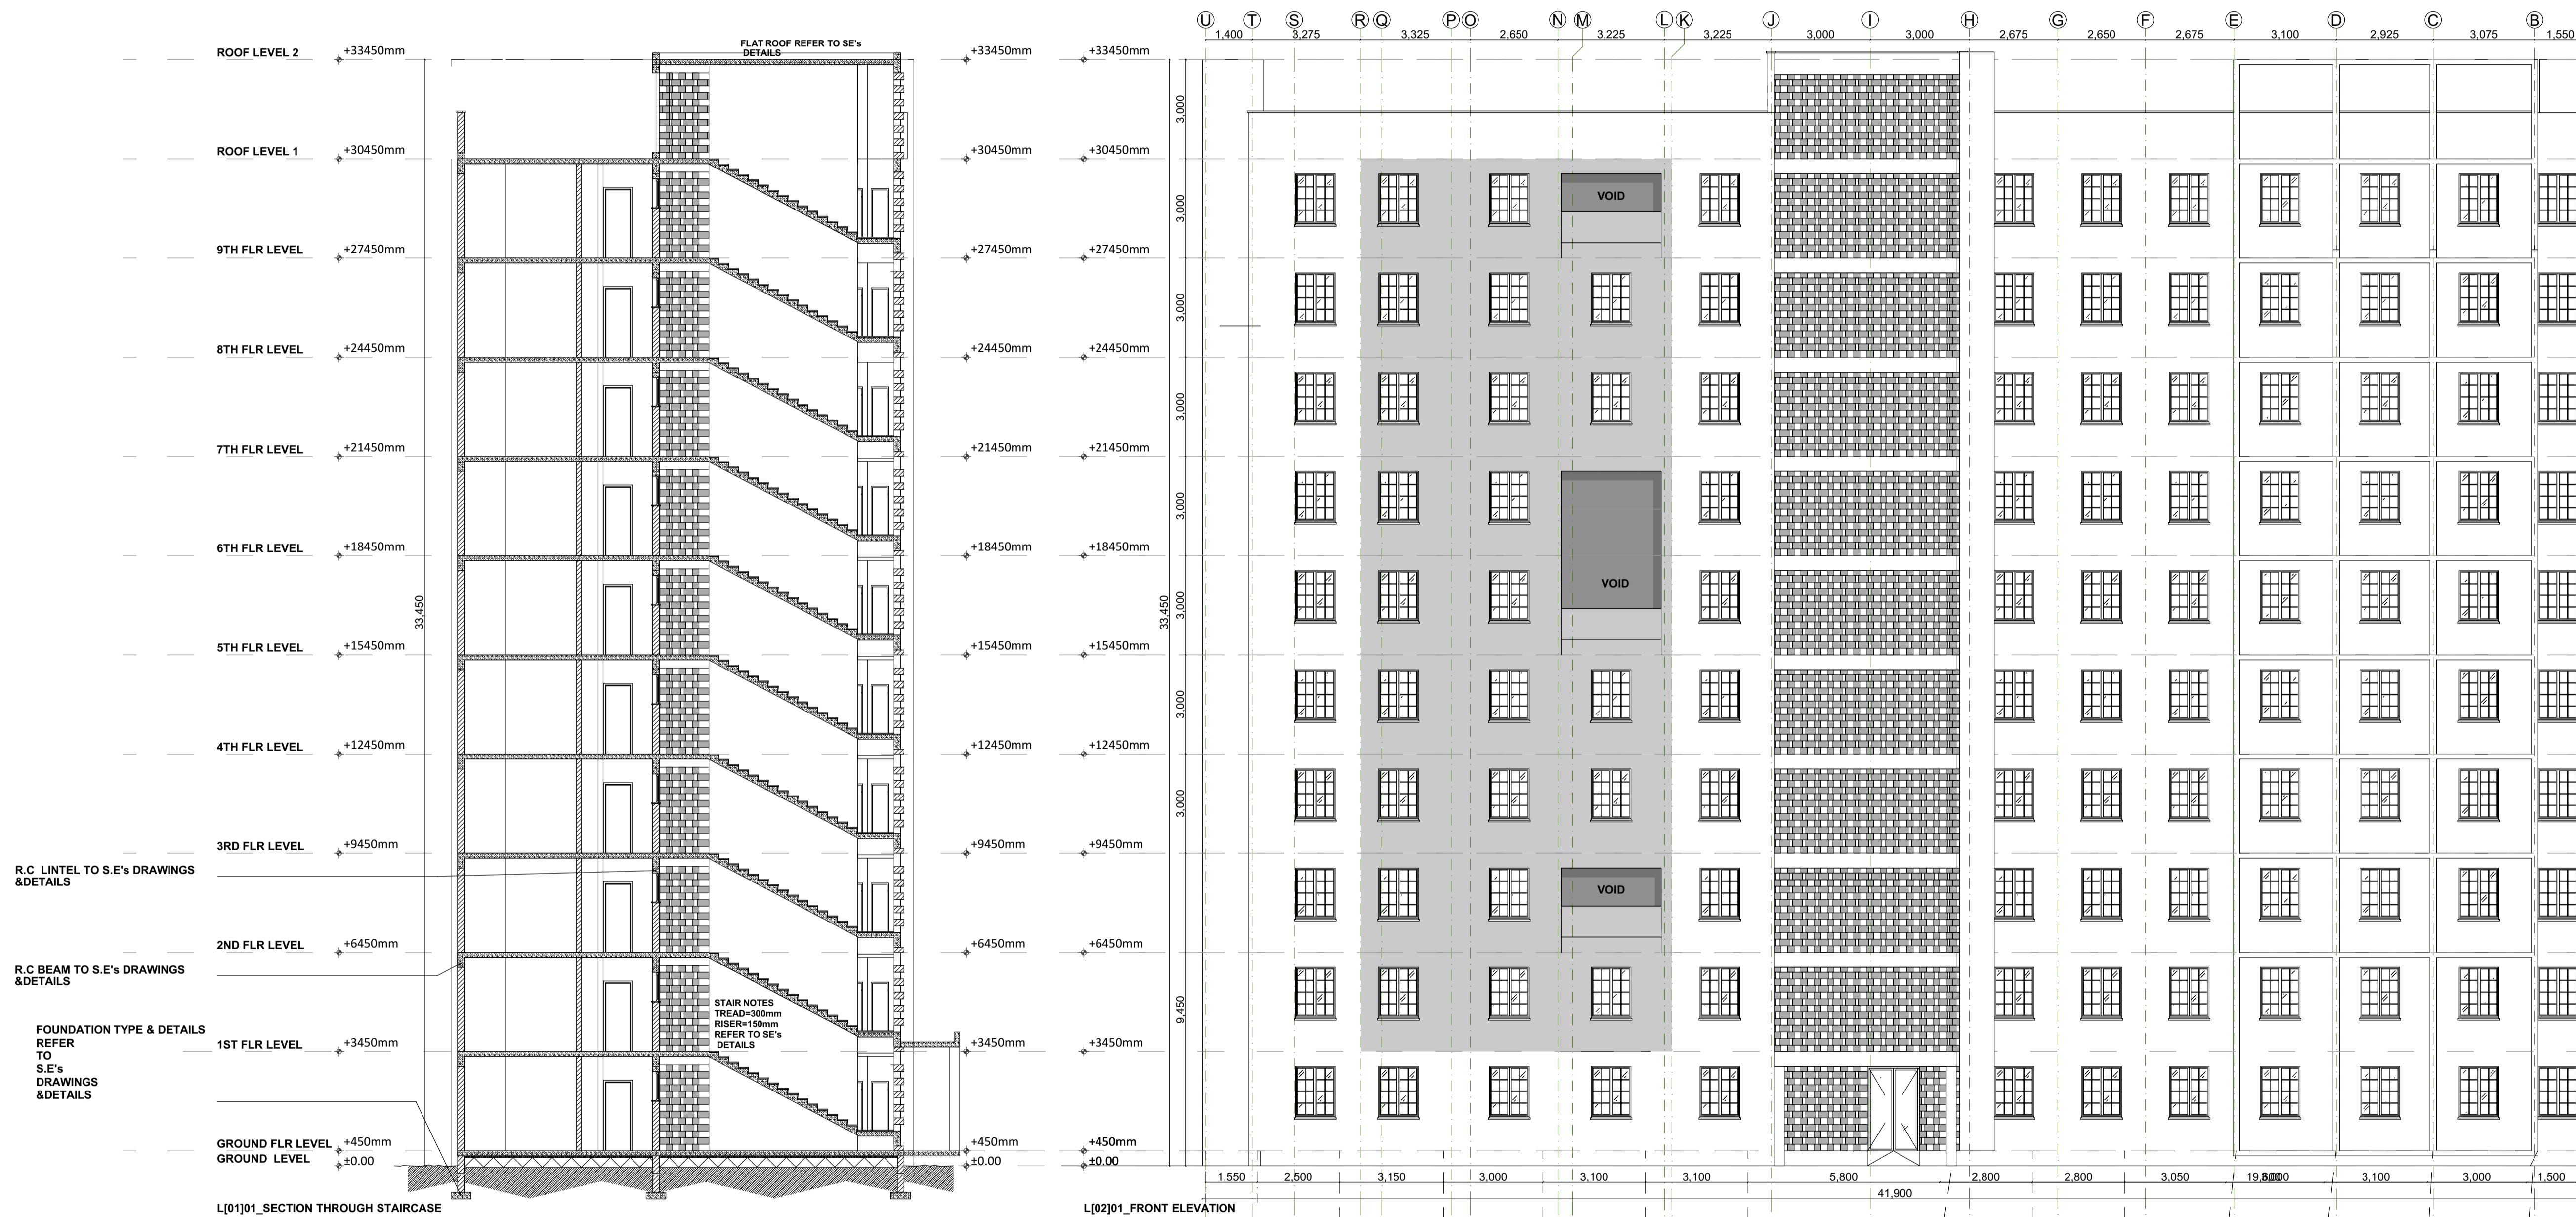 FLAT ROOF REFER TO SE's
DETAILS
ROOF LEVEL 2
+33450mm
ROOF LEVEL 1
+30450mm
9TH FLR LEVEL
+27450mm
8TH FLR LEVEL
+24450mm
7TH FLR LEVEL
+21450mm
6TH FLR LEVEL
+18450mm
5TH FLR LEVEL
+15450mm
4TH FLR LEVEL
+12450mm
3RD FLR LEVEL
+9450mm
2ND FLR LEVEL
+6450mm
1ST FLR LEVEL
+3450mm
GROUND FLR LEVEL
+450mm
GROUND LEVEL
±0.00
R.C LINTEL TO S.E's DRAWINGS
&DETAILS
R.C BEAM TO S.E's DRAWINGS
&DETAILS
FOUNDATION TYPE & DETAILS
REFER
TO
S.E's
DRAWINGS
&DETAILS
33,450
STAIR NOTES
TREAD=300mm
RISER=150mm
REFER TO SE's
DETAILS
+33450mm
+30450mm
+27450mm
+24450mm
+21450mm
+18450mm
+15450mm
+12450mm
+9450mm
+6450mm
+3450mm
+450mm
±0.00
L[01]01_SECTION THROUGH STAIRCASE
U T S R Q P O N M L K J I H G F E D C B
1,400 3,275 3,325 2,650 3,225 3,225 3,000 3,000 2,675 2,650 2,675 3,100 2,925 3,075 1,550
+33450mm
+30450mm
+27450mm
+24450mm
+21450mm
+18450mm
+15450mm
+12450mm
+9450mm
+6450mm
+3450mm
+450mm
±0.00
33,450
3,000
3,000
3,000
3,000
3,000
3,000
3,000
3,000
9,450
VOID
VOID
VOID
1,550 2,500 3,150 3,000 3,100 3,100 5,800 2,800 2,800 3,050 3,100 3,000 1,500
41,900
L[02]01_FRONT ELEVATION